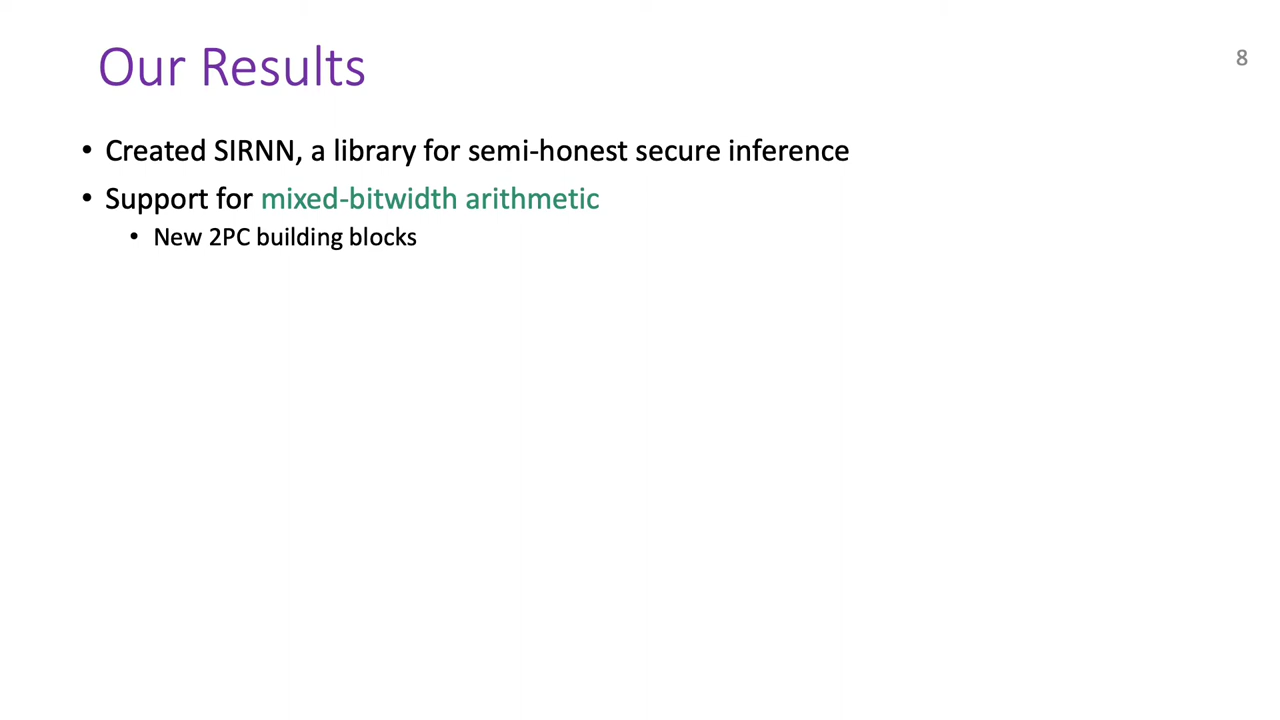 Our Results
8
• Created SIRNN, a library for semi-honest secure inference
• Support for mixed-bitwidth arithmetic
• New 2PC building blocks